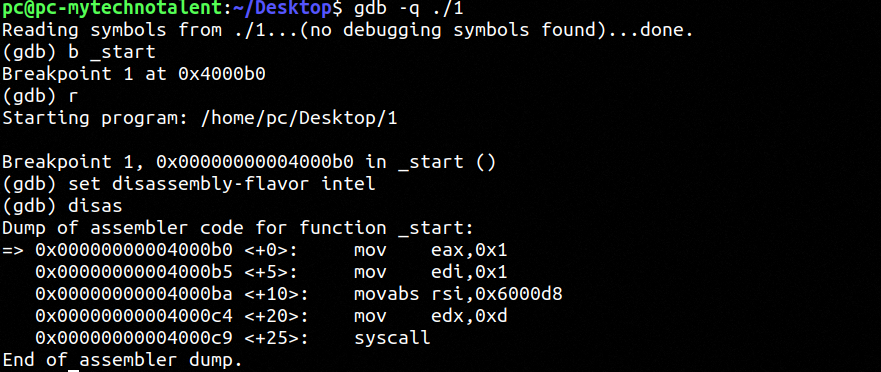 pc@pc-mytechnotalent:~/Desktop$ gdb -q ./1
Reading symbols from ./1...(no debugging symbols found)...done.
(gdb) b _start
Breakpoint 1 at 0x4000b0
(gdb) r
Starting program: /home/pc/Desktop/1

Breakpoint 1, 0x00000000004000b0 in _start ()
(gdb) set disassembly-flavor intel
(gdb) disas
Dump of assembler code for function _start:
=> 0x00000000004000b0 <+0>:     mov    eax,0x1
   0x00000000004000b5 <+5>:     mov    edi,0x1
   0x00000000004000ba <+10>:    movabs rsi,0x6000d8
   0x00000000004000c4 <+20>:    mov    edx,0xd
   0x00000000004000c9 <+25>:    syscall
End of assembler dump.